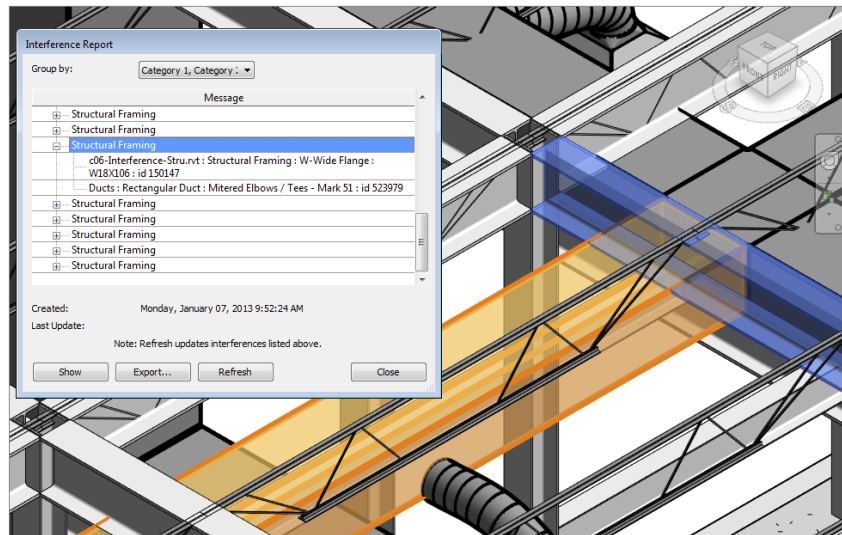 Interference Report
Group by:
Category 1, Category :
Message
Structural Framing
Structural Framing
Structural Framing
c06-Interference-Stru.rvt : Structural Framing : W-Wide Flange :
W18X106 : id 150147
Ducts : Rectangular Duct : Mitered Elbows / Tees - Mark 51 : id 523979
Structural Framing
Structural Framing
Structural Framing
Structural Framing
Structural Framing
Created: Monday, January 07, 2013 9:52:24 AM
Last Update:
Note: Refresh updates interferences listed above.
Show Export... Refresh Close
TOP
FRONT RIGHT